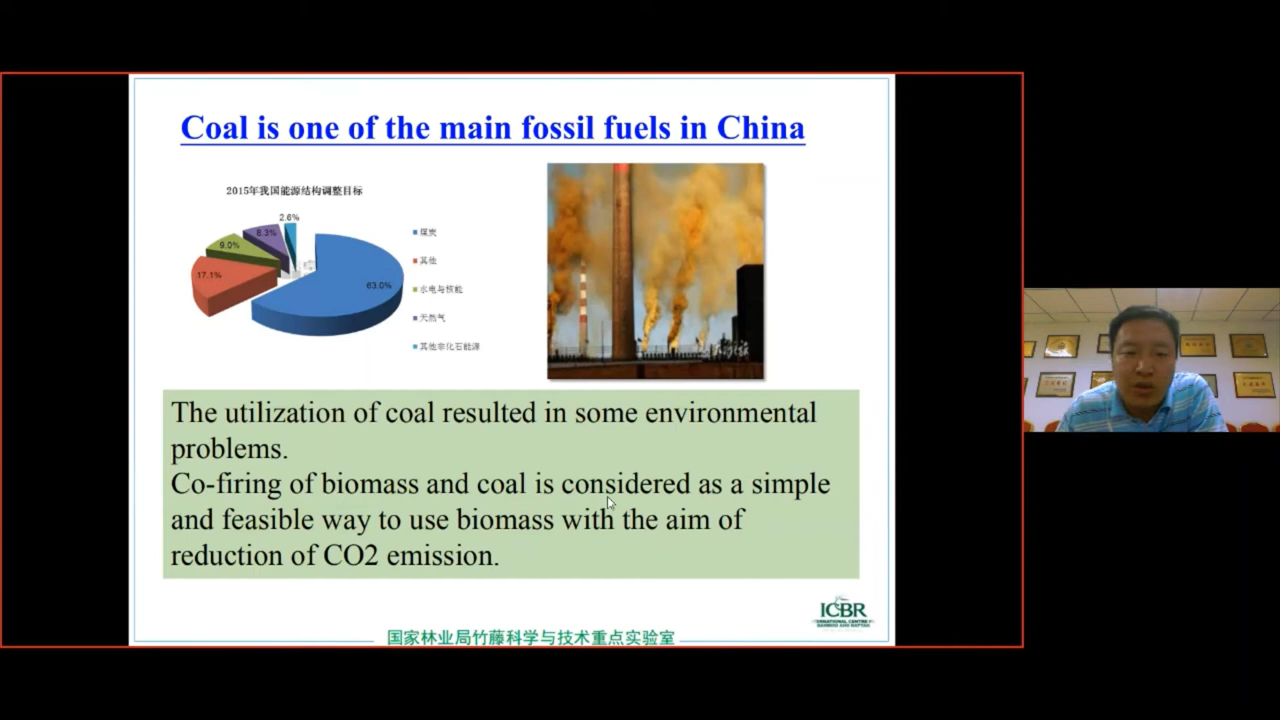 Coal is one of the main fossil fuels in China
2015年我国能源结构调整目标
2.6%
8.3%
9.0%
17.1%
63.0%
煤炭
其他
水电与核能
天然气
其他非化石能源
The utilization of coal resulted in some environmental
problems.
Co-firing of biomass and coal is considered as a simple
and feasible way to use biomass with the aim of
reduction of CO2 emission.
ICBR
BAMBOO AND RATTAN
国家林业局竹藤科学与技术重点实验室